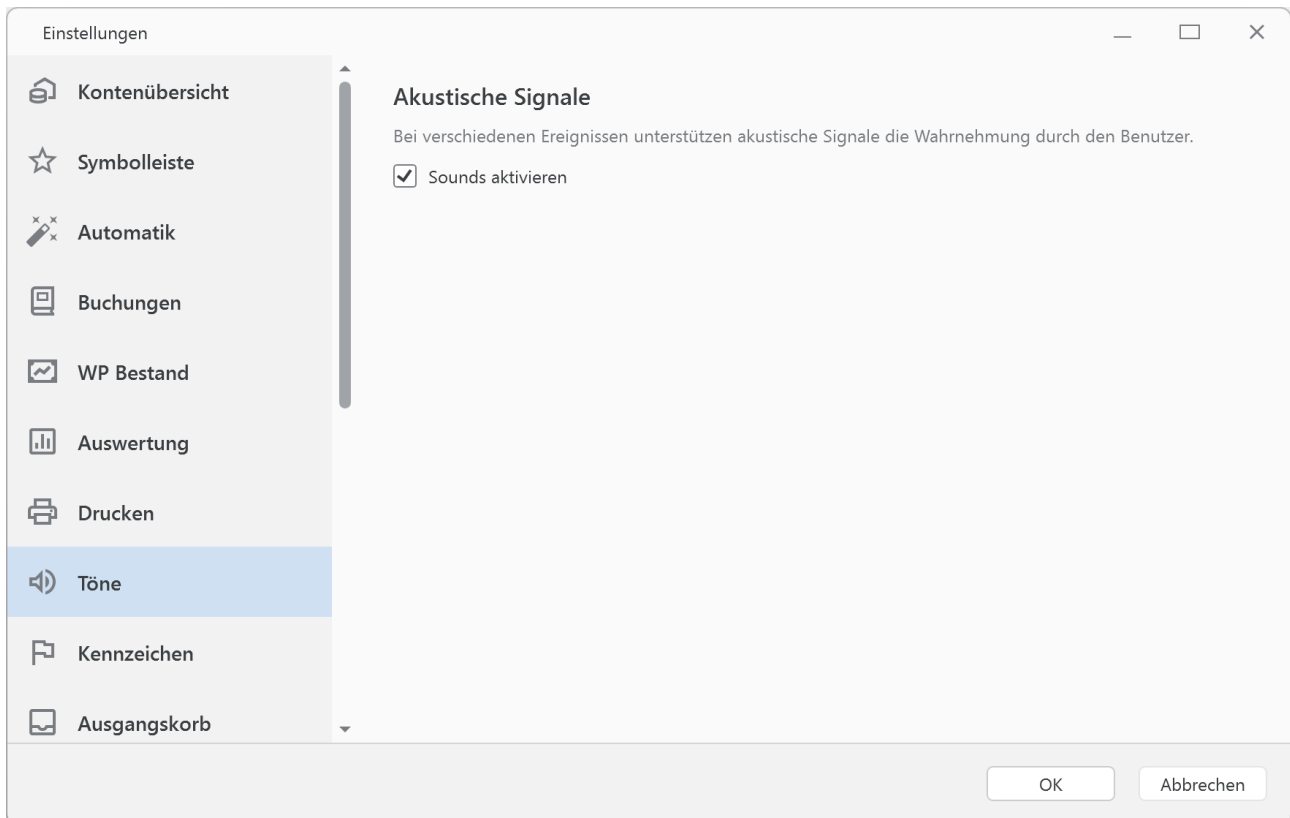 Einstellungen
Kontenübersicht
Symbolleiste
Automatik
Buchungen
WP Bestand
Auswertung
Drucken
Töne
Kennzeichen
Ausgangskorb
Akustische Signale
Bei verschiedenen Ereignissen unterstützen akustische Signale die Wahrnehmung durch den Benutzer.
Sounds aktivieren
OK
Abbrechen